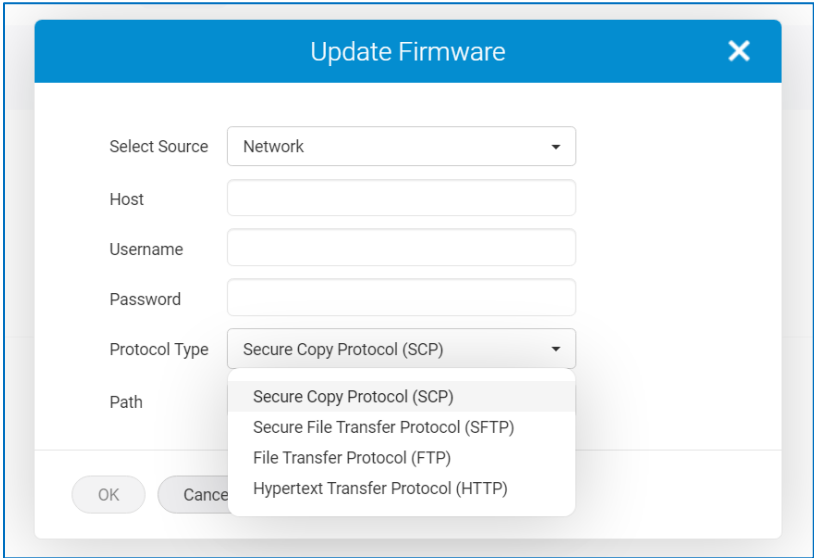 Update Firmware
Select Source Network
Host
Username
Password
Protocol Type Secure Copy Protocol (SCP)
Path
Secure Copy Protocol (SCP)
Secure File Transfer Protocol (SFTP)
File Transfer Protocol (FTP)
Hypertext Transfer Protocol (HTTP)
OK Cance